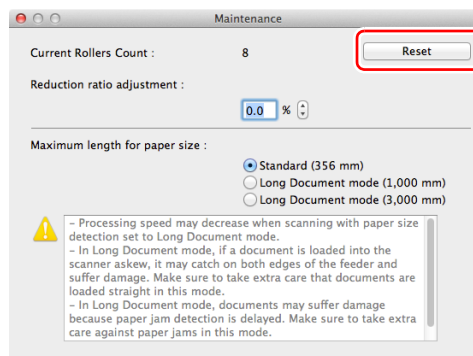 Maintenance
Current Rollers Count : 8 Reset
Reduction ratio adjustment :
0.0 %
Maximum length for paper size :
Standard (356 mm)
Long Document mode (1,000 mm)
Long Document mode (3,000 mm)
– Processing speed may decrease when scanning with paper size
detection set to Long Document mode.
– In Long Document mode, if a document is loaded into the
scanner askew, it may catch on both edges of the feeder and
suffer damage. Make sure to take extra care that documents are
loaded straight in this mode.
– In Long Document mode, documents may suffer damage
because paper jam detection is delayed. Make sure to take extra
care against paper jams in this mode.